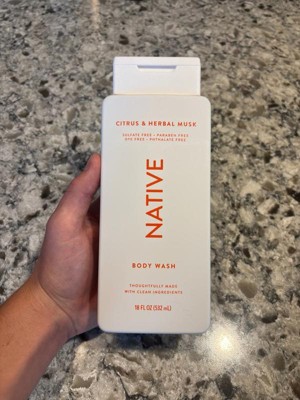 CITRUS & HERBAL MUSK
SULFATE FREE • PARABEN FREE
DYE FREE • PHTHALATE FREE
NATIVE
BODY WASH
THOUGHTFULLY MADE
WITH CLEAN INGREDIENTS
18 FL OZ (532 mL)